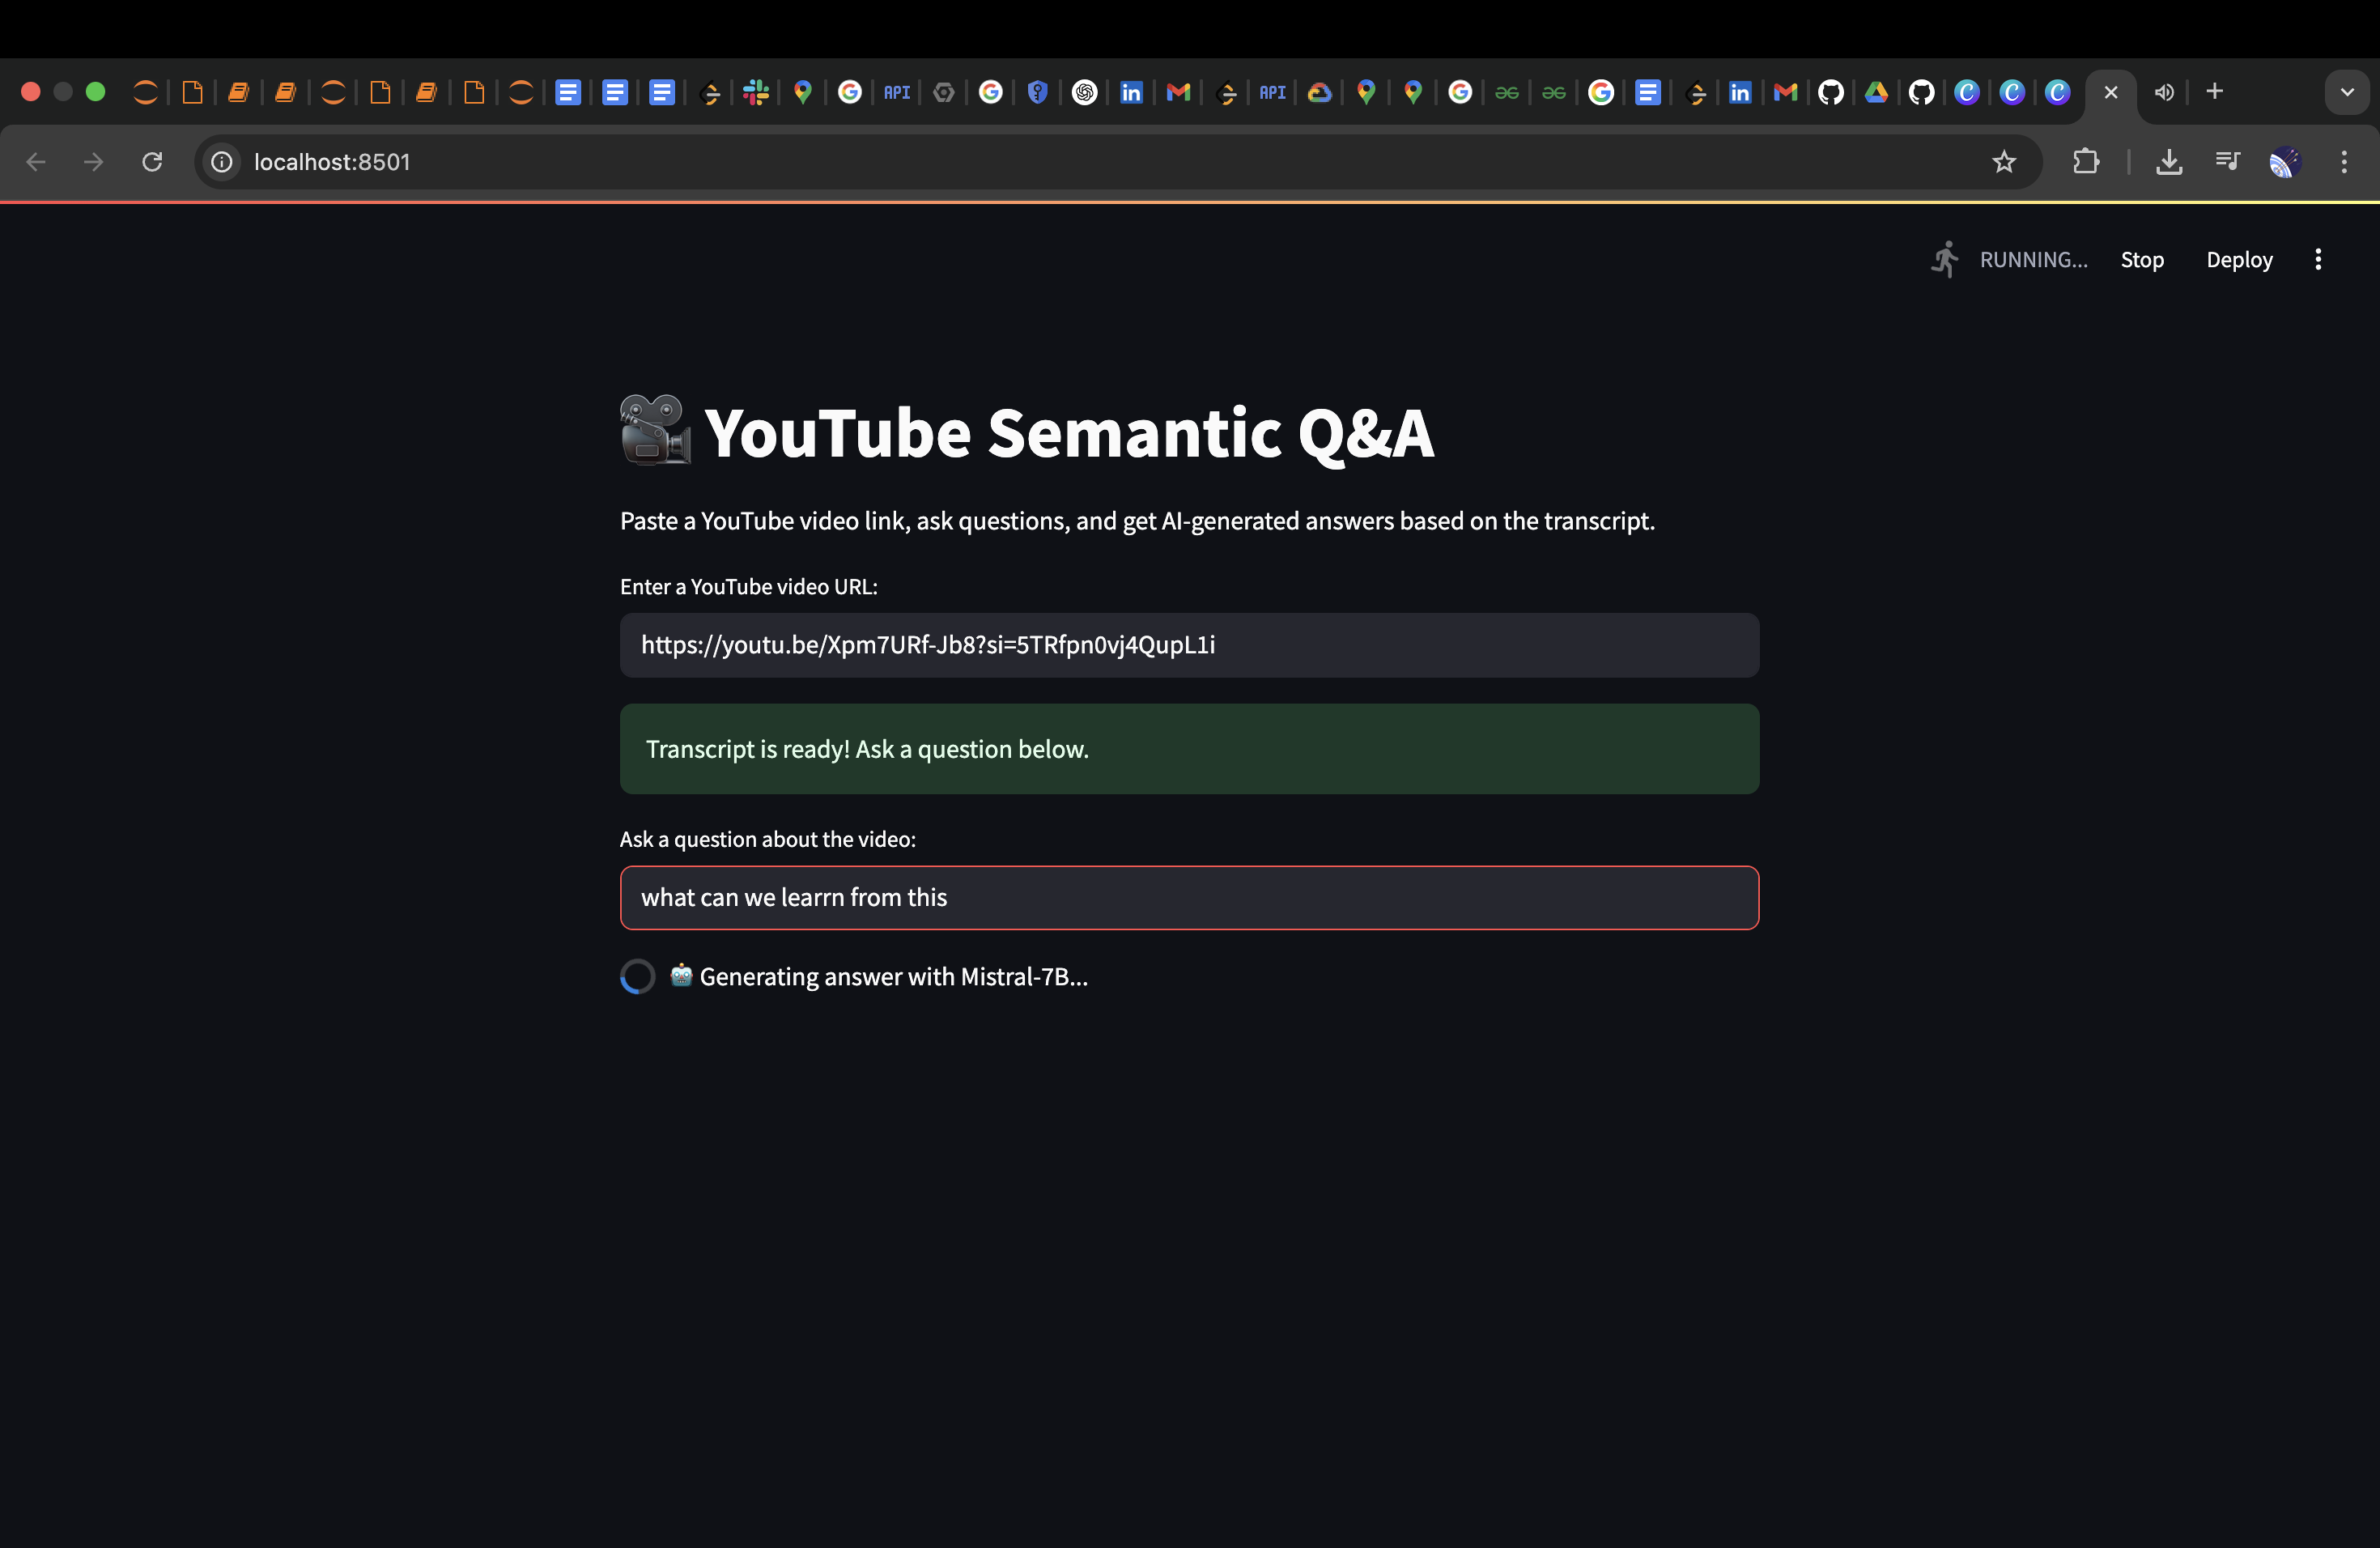 API
in
API
in
localhost:8501
RUNNING...
Stop
Deploy
YouTube Semantic Q&A
Paste a YouTube video link, ask questions, and get AI-generated answers based on the transcript.
Enter a YouTube video URL:
https://youtu.be/Xpm7URf-Jb8?si=5TRfpn0vj4QupL1i
Transcript is ready! Ask a question below.
Ask a question about the video:
what can we learrn from this
Generating answer with Mistral-7B...